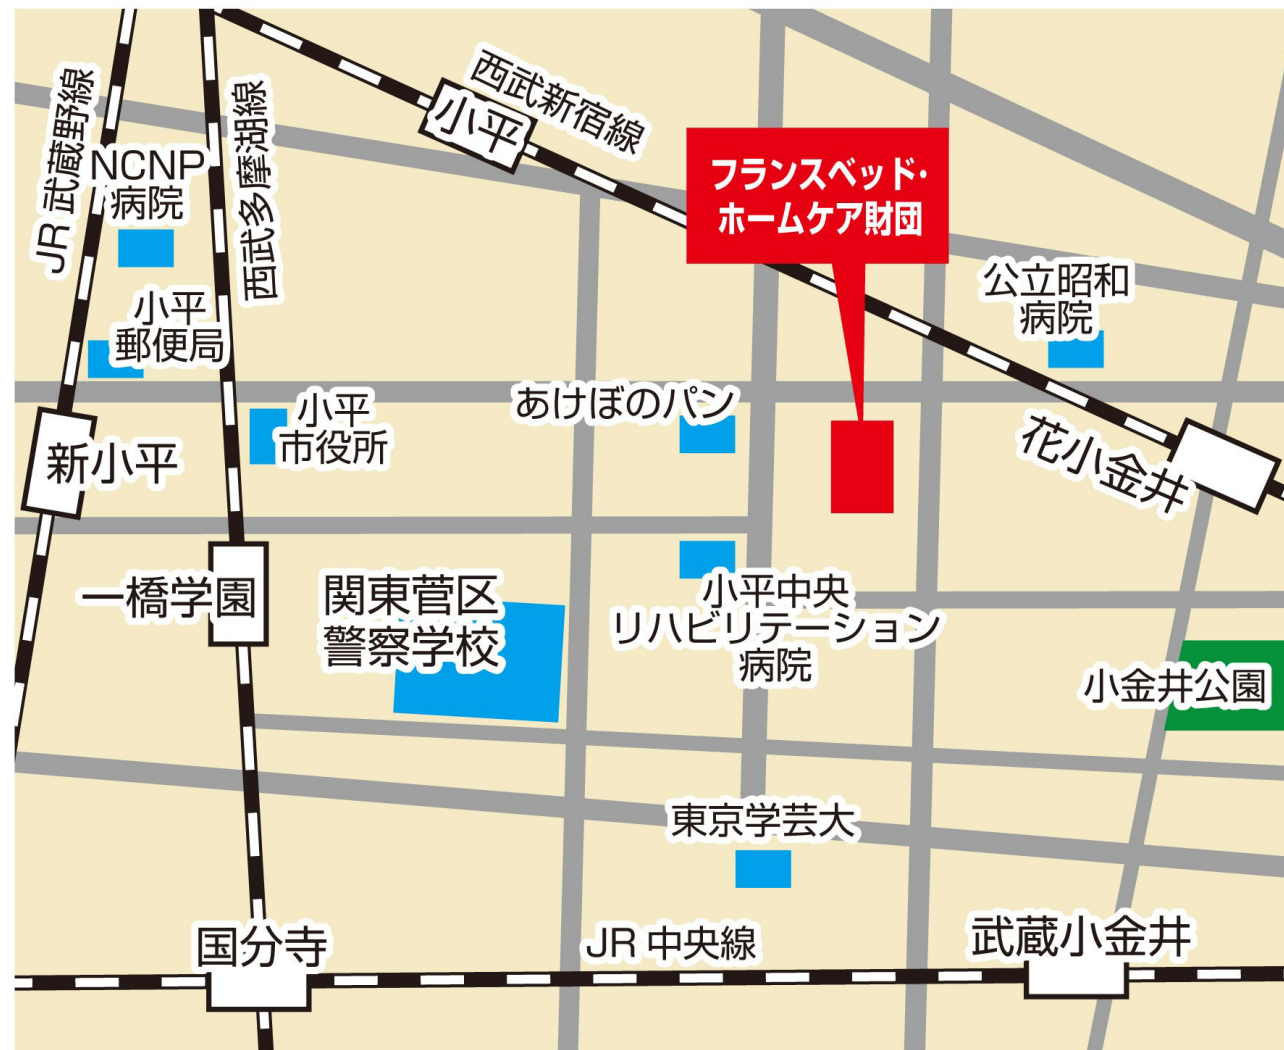 西武新宿線
小平
JR 武蔵野線
西武多摩湖線
NCNP
病院
フランスベッド・
ホームケア財団
公立昭和
病院
小平
郵便局
あけぼのパン
小平
市役所
新小平
花小金井
一橋学園
関東菅区
警察学校
小平中央
リハビリテーション
病院
小金井公園
東京学芸大
国分寺
JR 中央線
武蔵小金井